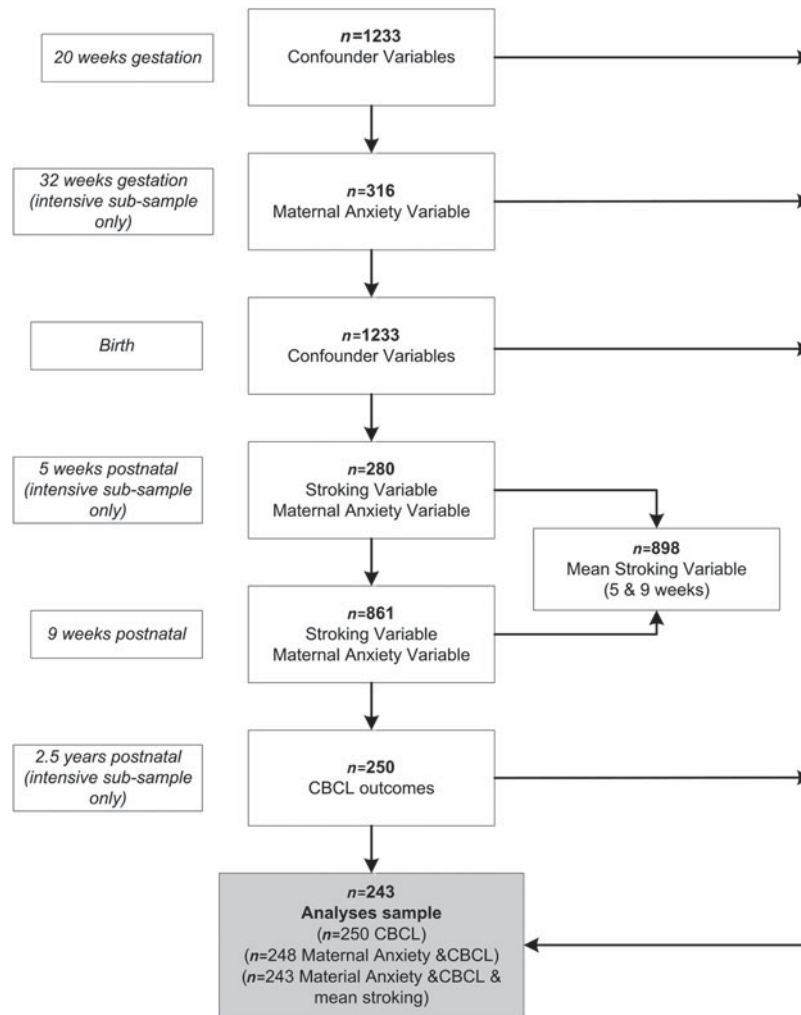 n=1233
Confounder Variables
20 weeks gestation
32 weeks gestation
(intensive sub-sample
only)
n=316
Maternal Anxiety Variable
Birth
n=1233
Confounder Variables
5 weeks postnatal
(intensive sub-sample
only)
n=280
Stroking Variable
Maternal Anxiety Variable
n=898
Mean Stroking Variable
(5 & 9 weeks)
9 weeks postnatal
n=861
Stroking Variable
Maternal Anxiety Variable
2.5 years postnatal
(intensive sub-sample
only)
n=250
CBCL outcomes
n=243
Analyses sample
(n=250 CBCL)
(n=248 Maternal Anxiety &CBCL)
(n=243 Material Anxiety &CBCL &
mean stroking)